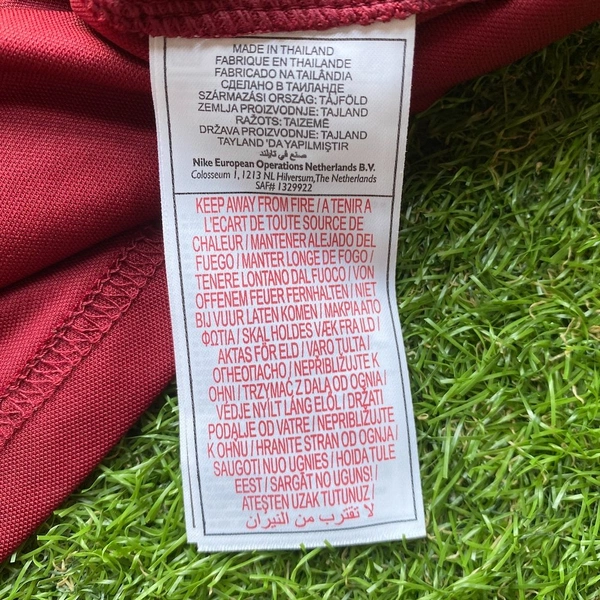 MADE IN THAILAND
FABRIQUE EN THAILANDE
FABRICADO NA TAILÂNDIA
СДЕЛАНО В ТАИЛАНДЕ
SZÁRMAZÁSI ORSZÁG: TÁJFÖLD
ZEMLJA PROIZVODNJE: TAJLAND
RAŽOTS: TAIZEMĒ
DRŽAVA PROIZVODNJE: TAJLAND
TAYLAND 'DA YAPILMIŞTIR
صنع في تايلند
Nike European Operations Netherlands B.V.
Colosseum 1, 1213 NL Hilversum, The Netherlands
SAF# 1329922
KEEP AWAY FROM FIRE / A TENIR A
L'ECART DE TOUTE SOURCE DE
CHALEUR / MANTENER ALEJADO DEL
FUEGO / MANTER LONGE DE FOGO /
TENERE LONTANO DAL FUOCO / VON
OFFENEM FEUER FERNHALTEN / NIET
BIJ VUUR LATEN KOMEN / ΜΑΚΡΙΑ ΑΠΟ
ΦΩΤΙΑ / SKAL HOLDES VÆK FRA ILD /
AKTAS FÖR ELD / VARO TULTA /
ОГНЕОПАСНО / NEPŘIBLIŽUJTE K
OHNI / TRZYMAĆ Z DALA OD OGNIA /
VÉDJE NYÍLT LÁNG ELŐL / DRŽATI
PODALJE OD VATRE / NEPRIBLIŽUJTE
K OHŇU / HRANITE STRAN OD OGNJA /
SAUGOTI NUO UGNIES / HOIDA TULE
EEST / SARGĀT NO UGUNS! /
ATEŞTEN UZAK TUTUNUZ /
لا تقترب من النيران